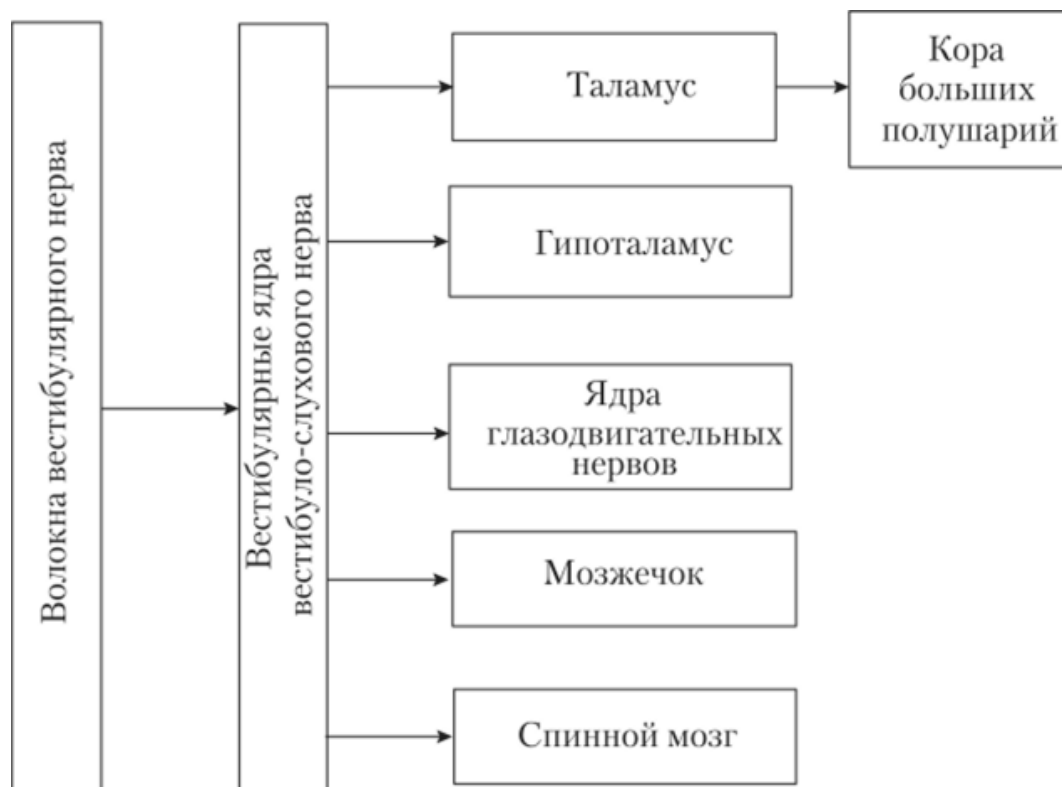 Волокна вестибулярного нерва
Вестибулярные ядра
вестибуло-слухового нерва
Таламус
Кора
больших
полушарий
Гипоталамус
Ядра
глазодвигательных
нервов
Мозжечок
Спинной мозг